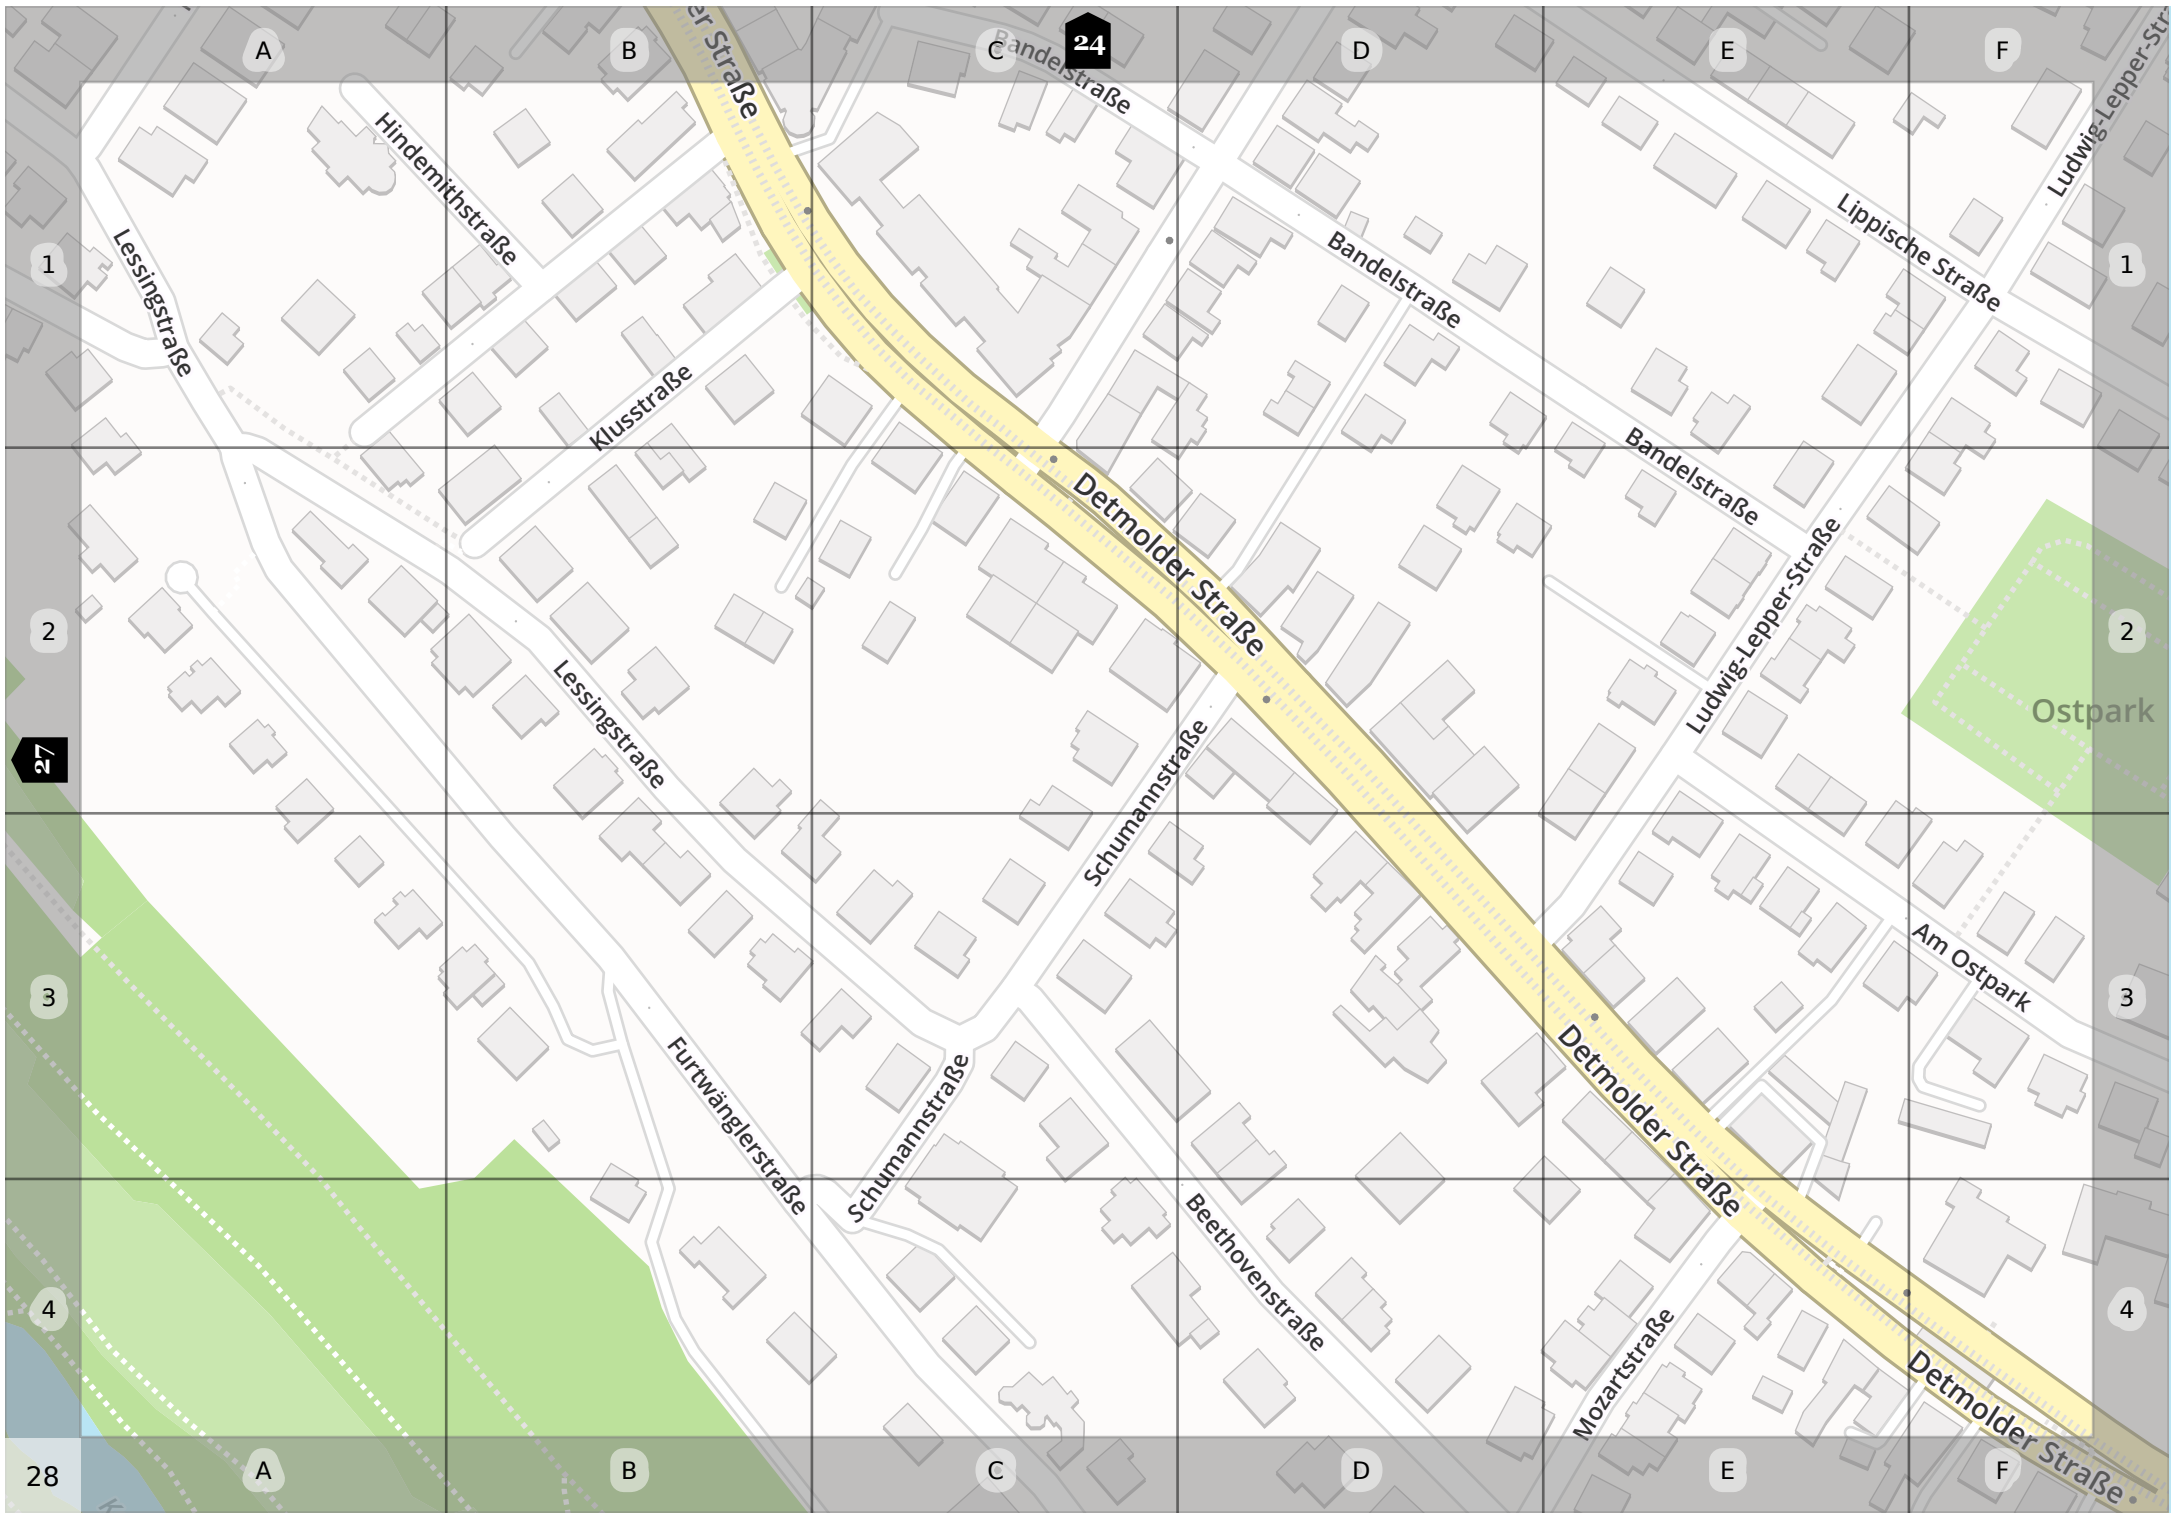 A
B
C
24
D
E
F
er Straße
Bandelstraße
Ludwig-Lepper-Str
Hindemithstraße
Lippische Straße
1
Lessingstraße
Bandelstraße
1
Klusstraße
Bandelstraße
Detmolder Straße
Ludwig-Lepper-Straße
2
2
Lessingstraße
Ostpark
27
Schumannstraße
Am Ostpark
3
3
Furtwänglerstraße
Schumannstraße
Detmolder Straße
Beethovenstraße
4
4
Mozartstraße
Detmolder Straße
28
A
B
C
D
E
F
K